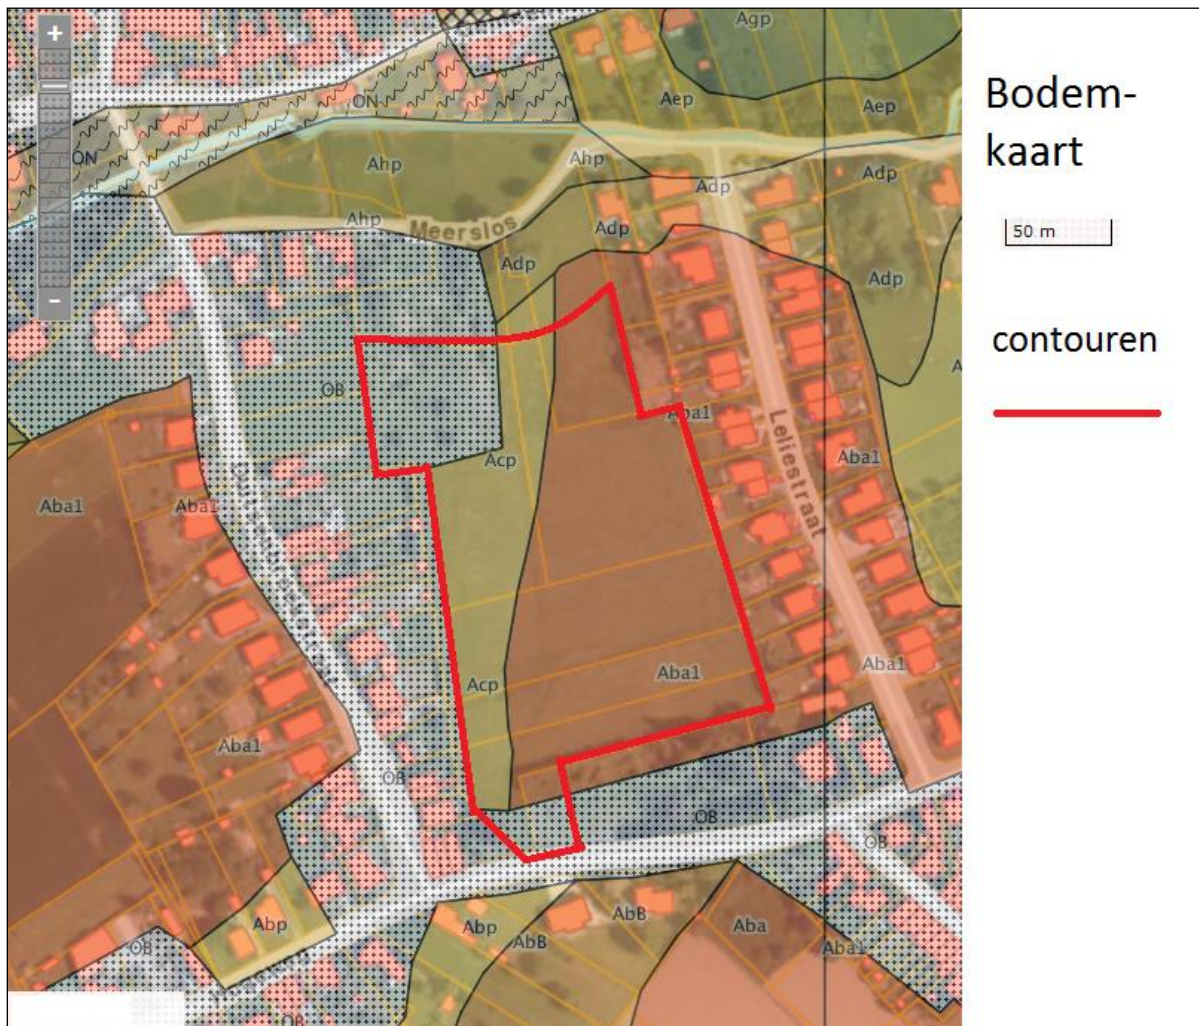 +
Agp
Aep
Aep
ON
ON
Ahp
Ahp
Ahp
Meerslos
Adp
Adp
Adp
Adp
Adp
OB
Aba1
Leliestraat
Acp
Aba1
Aba1
Aba1
Aba1
Acp
Aba1
Aba1
OB
OB
OB
Abp
Abp
AbB
AbB
Aba
Aba1
OB
OB
-
Bodem-
kaart
50 m
contouren